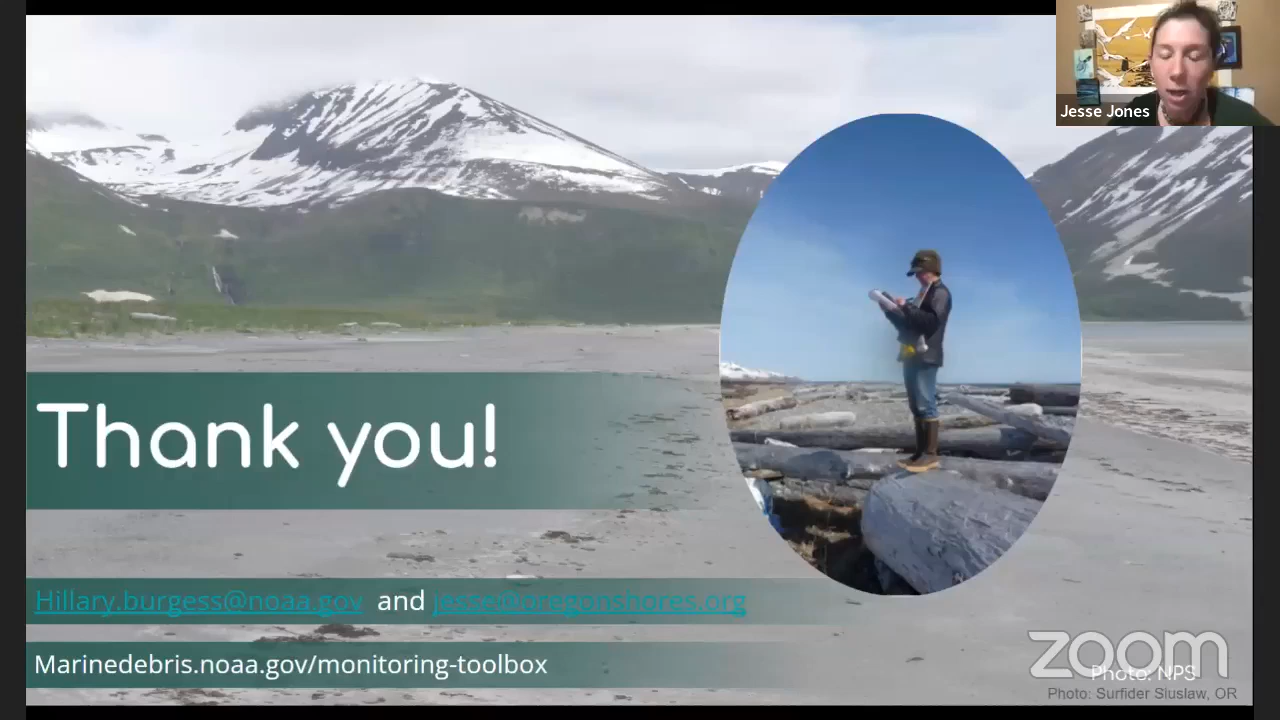 Jesse Jones
Thank you!
Hillary.burgess@noaa.gov and jesse@oregonshores.org
Marinedebris.noaa.gov/monitoring-toolbox
zoom
Photo: NPS
Photo: Surfider Siuslaw, OR